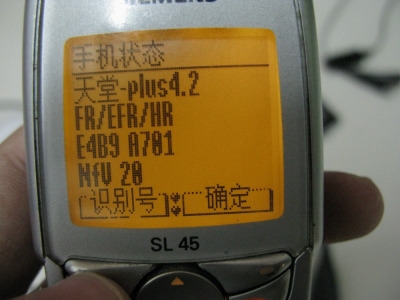 SIEMENS
手机状态
天堂-plus4.2
FR/EFR/HR
E4B9 A701
NfV 20
识别号 确定
SL 45